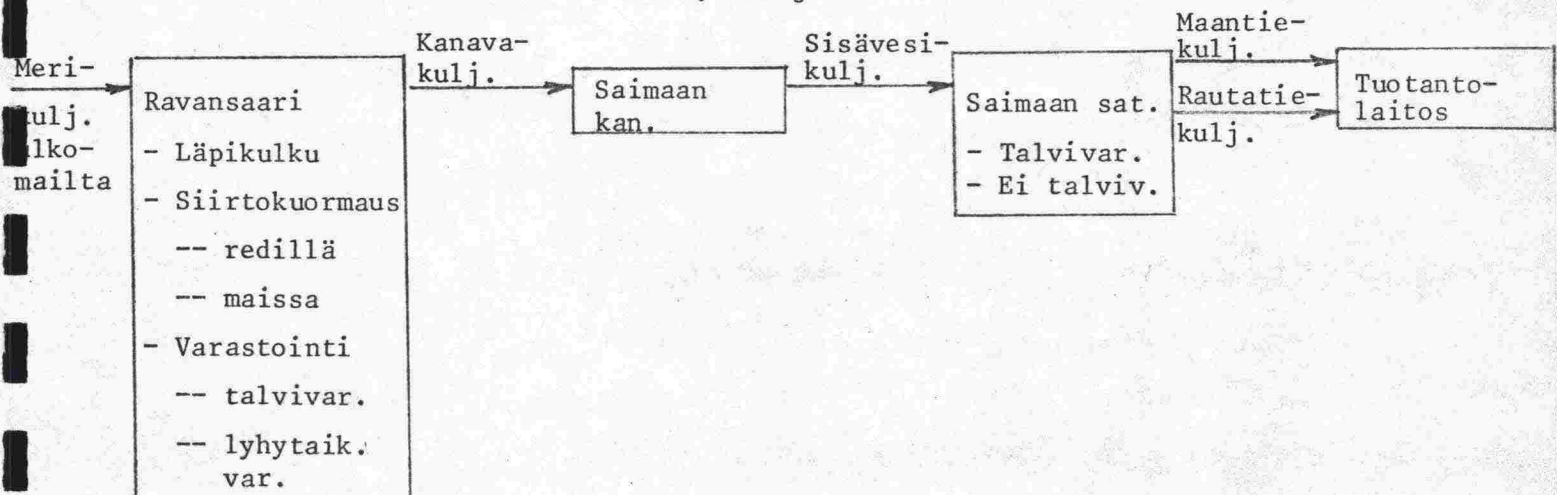 Meri-
kulj.
ulko-
mailta
Ravansaari
- Läpikulku
- Siirtokuormaus
-- redillä
-- maissa
- Varastointi
-- talvivar.
-- lyhytaik.
var.
Kanava-
kulj.
Saimaan
kan.
Sisävesi-
kulj.
Saimaan sat.
- Talvivar.
- Ei talviv.
Maantie-
kulj.
Rautatie-
kulj.
Tuotanto-
laitos